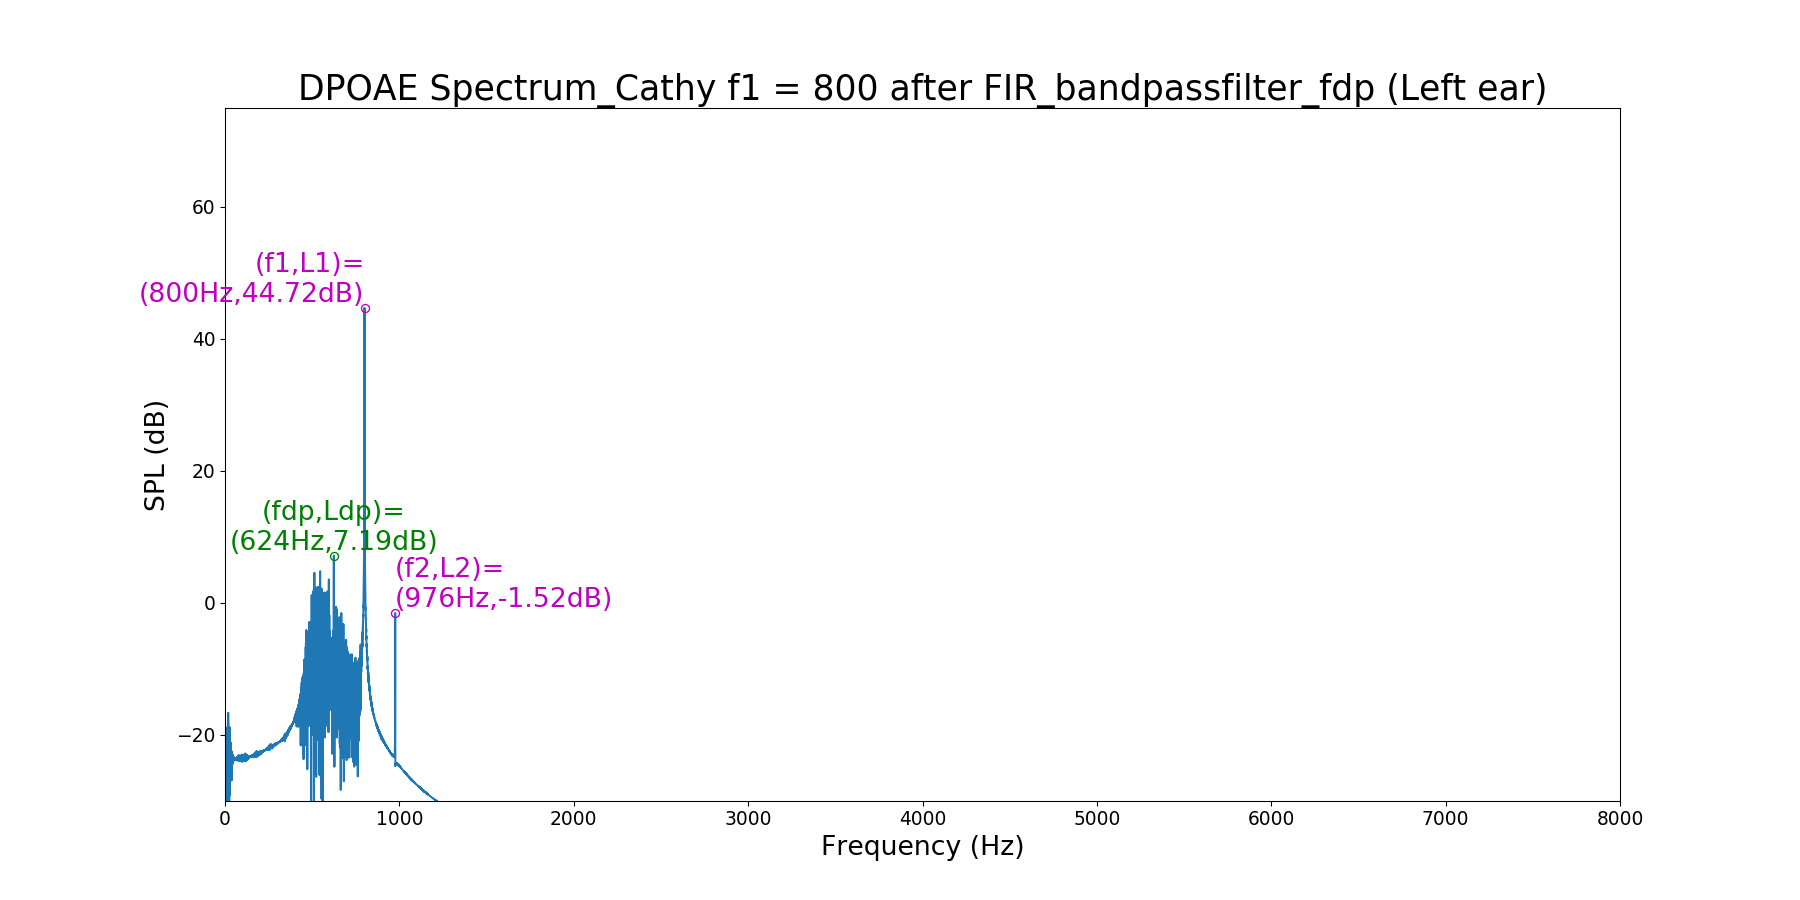 DPOAE Spectrum_Cathy f1 = 800 after FIR_bandpassfilter_fdp (Left ear)
60
(f1,L1)=
(800Hz,44.72dB)
40
SPL (dB)
20
(fdp,Ldp)=
(624Hz,7.19dB)
(f2,L2)=
(976Hz,-1.52dB)
0
−20
0 1000 2000 3000 4000 5000 6000 7000 8000
Frequency (Hz)